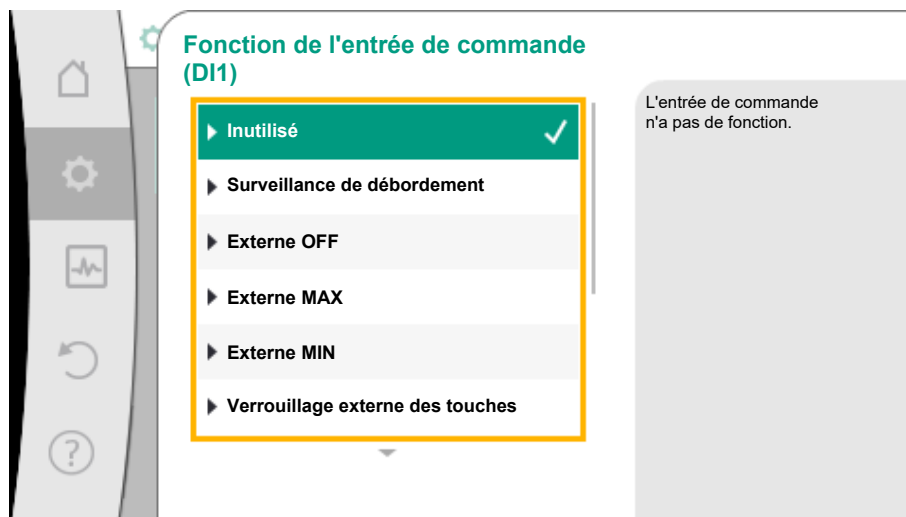 Fonction de l'entrée de commande
(DI1)
Inutilisé
Surveillance de débordement
Externe OFF
Externe MAX
Externe MIN
Verrouillage externe des touches
L'entrée de commande
n'a pas de fonction.